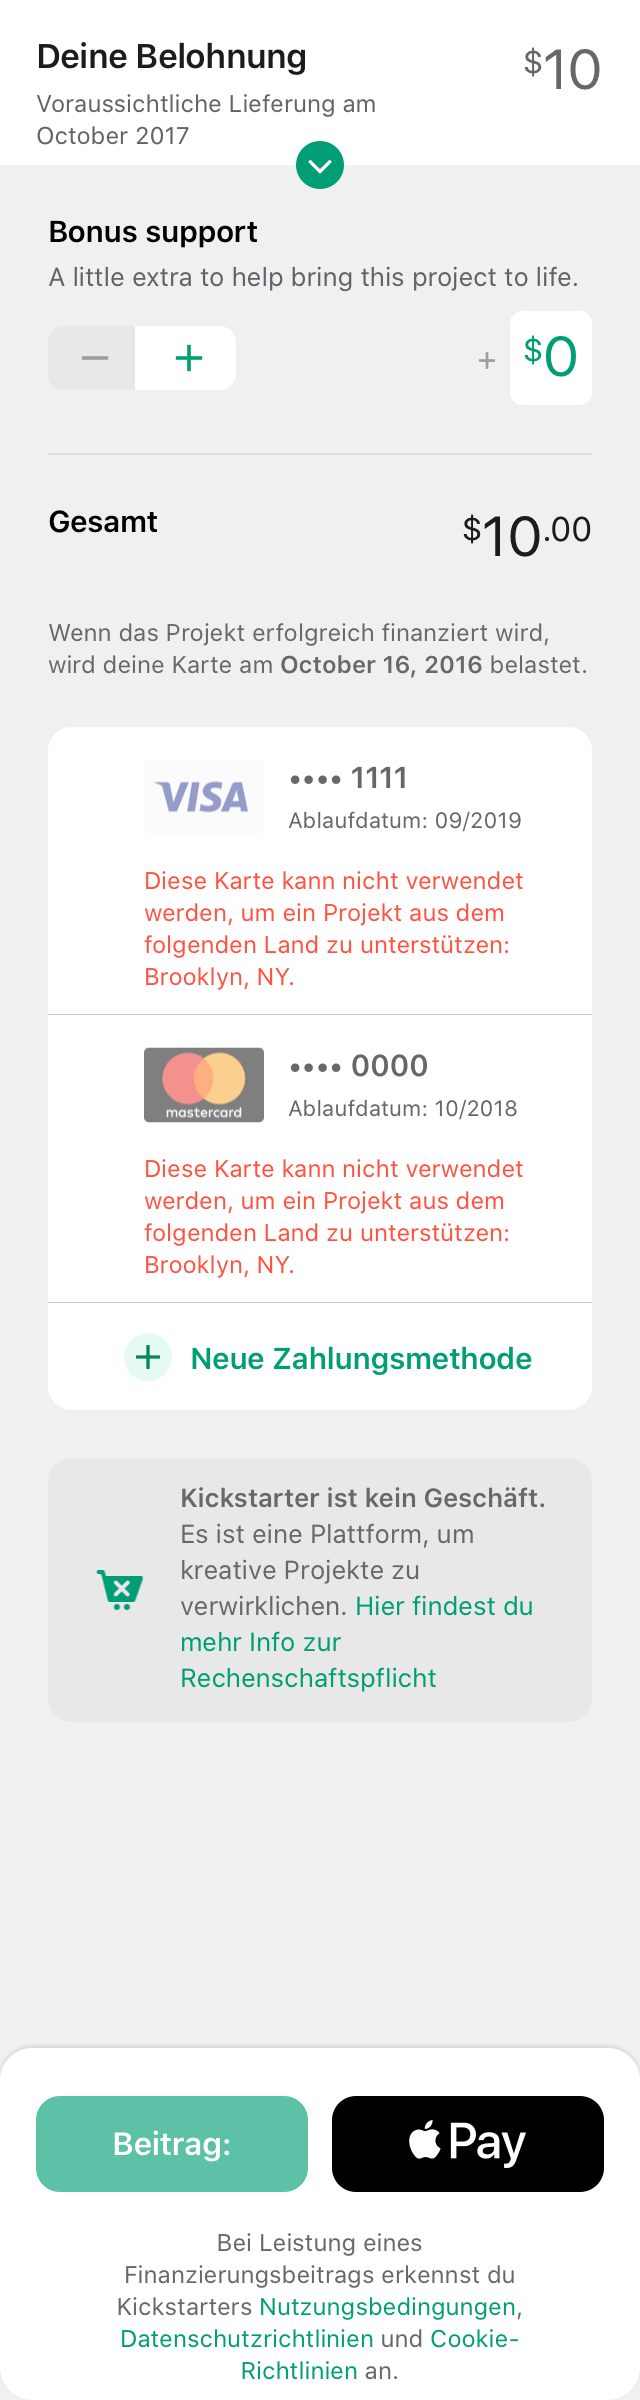 Deine Belohnung
$10
Voraussichtliche Lieferung am
October 2017
Bonus support
A little extra to help bring this project to life.
− +
+ $0
Gesamt
$10.00
Wenn das Projekt erfolgreich finanziert wird,
wird deine Karte am October 16, 2016 belastet.
VISA
•••• 1111
Ablaufdatum: 09/2019
Diese Karte kann nicht verwendet
werden, um ein Projekt aus dem
folgenden Land zu unterstützen:
Brooklyn, NY.
mastercard
•••• 0000
Ablaufdatum: 10/2018
Diese Karte kann nicht verwendet
werden, um ein Projekt aus dem
folgenden Land zu unterstützen:
Brooklyn, NY.
+ Neue Zahlungsmethode
Kickstarter ist kein Geschäft.
Es ist eine Plattform, um
kreative Projekte zu
verwirklichen. Hier findest du
mehr Info zur
Rechenschaftspflicht
Beitrag:
Pay
Bei Leistung eines
Finanzierungsbeitrags erkennst du
Kickstarters Nutzungsbedingungen,
Datenschutzrichtlinien und Cookie-
Richtlinien an.